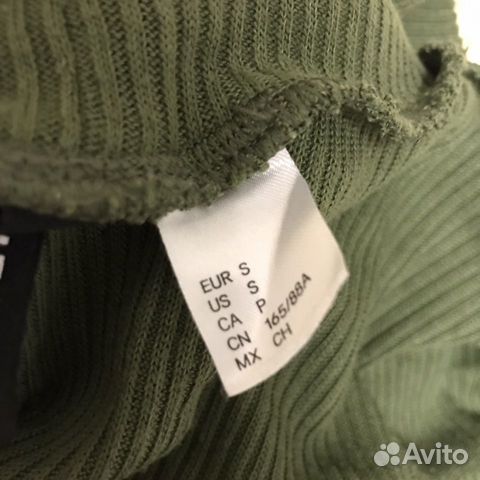 EUR S
US S
CA P
CN 165/88A
MX CH
Avito